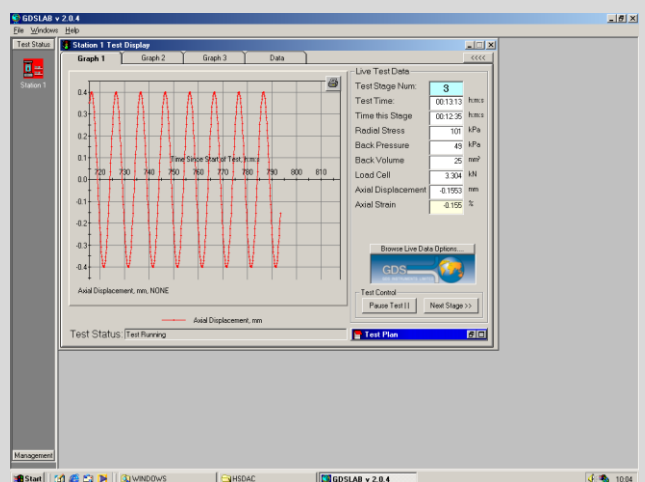 GDSLAB v 2.0.4
File Windows Help
Test Status
Station 1
Management
Station 1 Test Display
Graph 1 Graph 2 Graph 3 Data <<<<
0.4
0.3
0.2
0.1
0.0
-0.1
-0.2
-0.3
-0.4
Time Since Start of Test, h:m:s
720 730 740 750 760 770 780 790 800 810
Axial Displacement, mm, NONE
Axial Displacement, mm
Test Status: Test Running
Live Test Data
Test Stage Num: 3
Test Time: 00:13:13 h:m:s
Time this Stage 00:12:35 h:m:s
Radial Stress 101 kPa
Back Pressure 49 kPa
Back Volume 25 mm³
Load Cell 3.304 kN
Axial Displacement -0.1953 mm
Axial Strain -0.155 %
Browse Live Data Options...
GDS
Test Control
Pause Test || Next Stage >>
Test Plan
Start WINDOWS HSDAC GDSLAB v 2.0.4 10:04